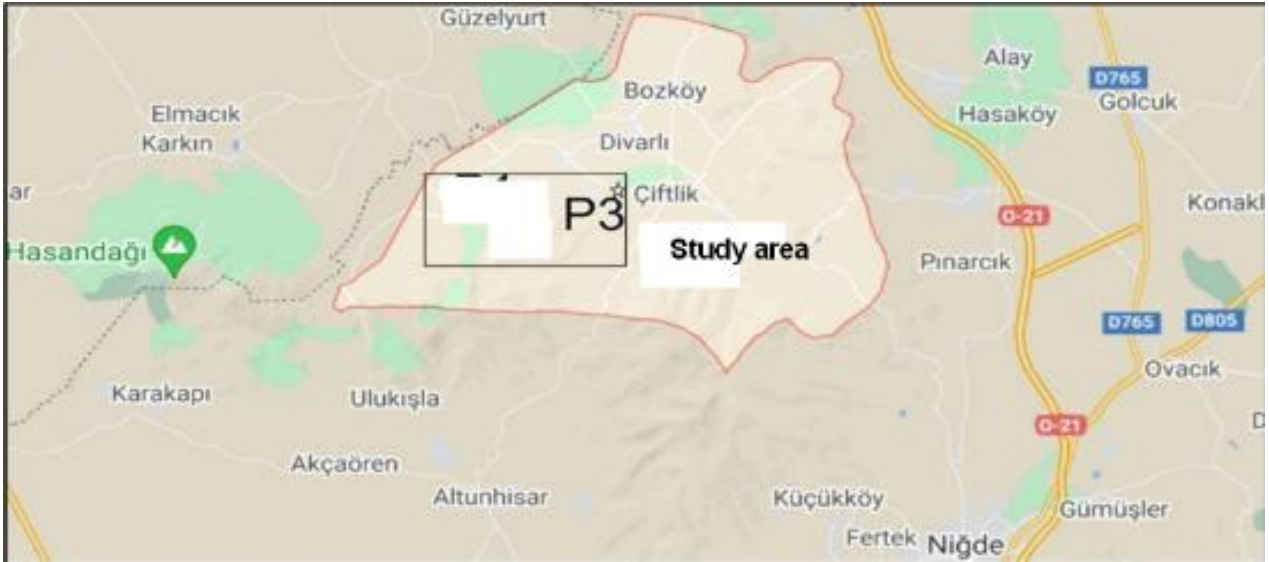 Güzelyurt
Alay
D765
Golcuk
Bozköy
Elmacık
Hasaköy
Karkın
Divarlı
ar
Çiftlik
Konakl
P3
O-21
Hasandağı
Study area
Pınarcık
D765
D805
Ovacık
Karakapı
Ulukışla
O-21
D
Akçaören
Altunhisar
Küçükköy
Gümüşler
Fertek
Niğde